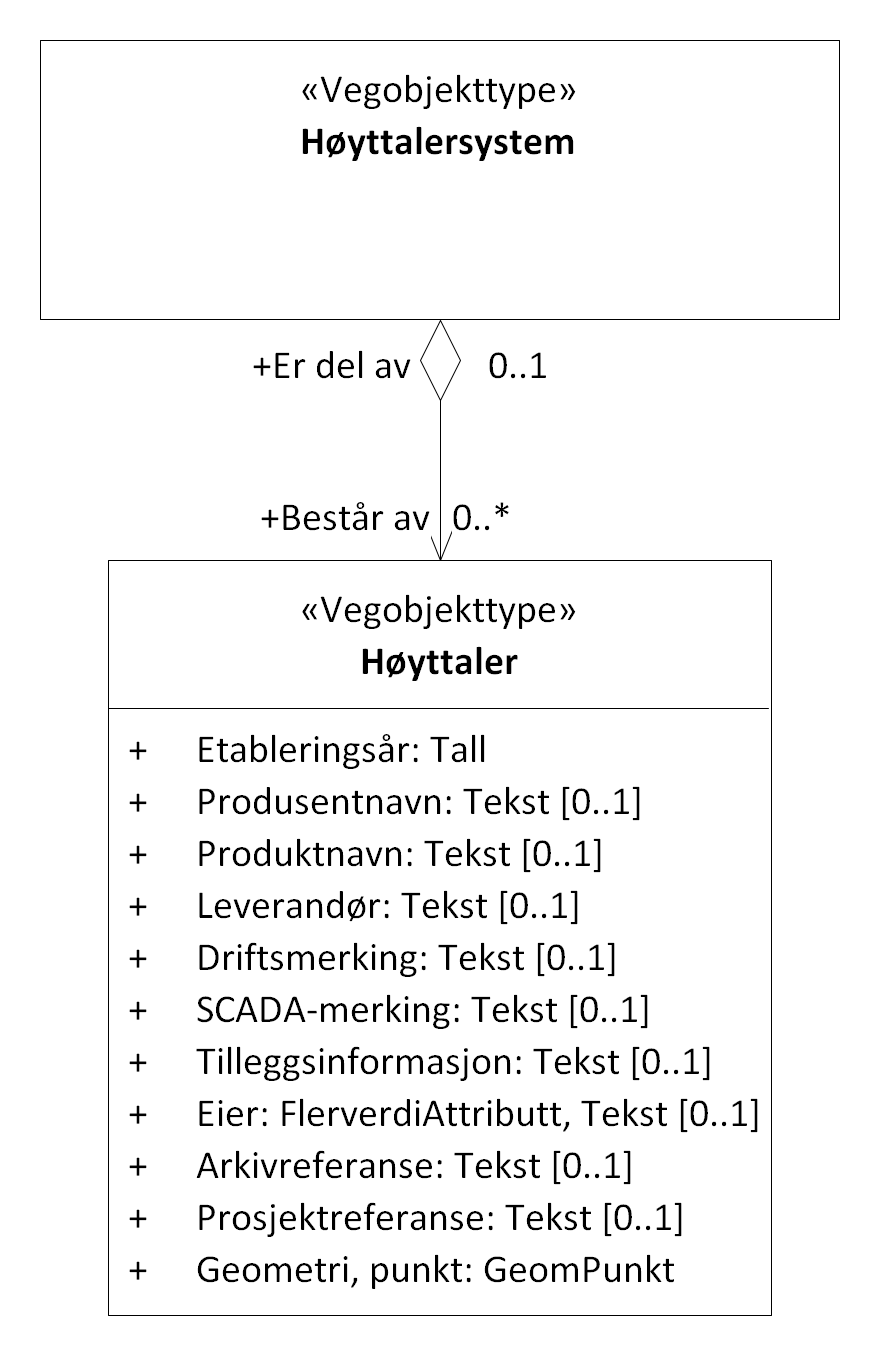 «Vegobjekttype»
Høyttalersystem
+Er del av 0..1
+Består av 0..*
«Vegobjekttype»
Høyttaler
+ Etableringsår: Tall
+ Produsentnavn: Tekst [0..1]
+ Produktnavn: Tekst [0..1]
+ Leverandør: Tekst [0..1]
+ Driftsmerking: Tekst [0..1]
+ SCADA-merking: Tekst [0..1]
+ Tilleggsinformasjon: Tekst [0..1]
+ Eier: FlerverdiAttributt, Tekst [0..1]
+ Arkivreferanse: Tekst [0..1]
+ Prosjektreferanse: Tekst [0..1]
+ Geometri, punkt: GeomPunkt